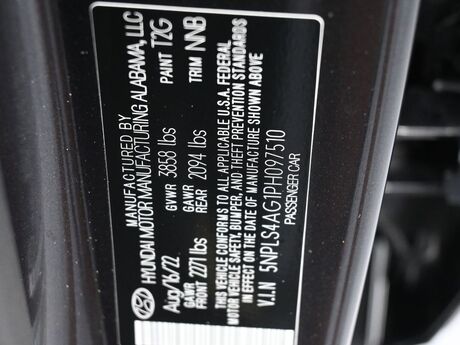 MANUFACTURED BY
HYUNDAI MOTOR MANUFACTURING ALABAMA, LLC
Aug/16/22 GVWR 3858 lbs PAINT T2G
GAWR FRONT 2271 lbs GAWR REAR 2094 lbs TRIM NNB
THIS VEHICLE CONFORMS TO ALL APPLICABLE U.S.A. FEDERAL
MOTOR VEHICLE SAFETY, BUMPER, AND THEFT PREVENTION STANDARDS
IN EFFECT ON THE DATE OF MANUFACTURE SHOWN ABOVE
V.I.N 5NPLS4AG1PH097510
PASSENGER CAR